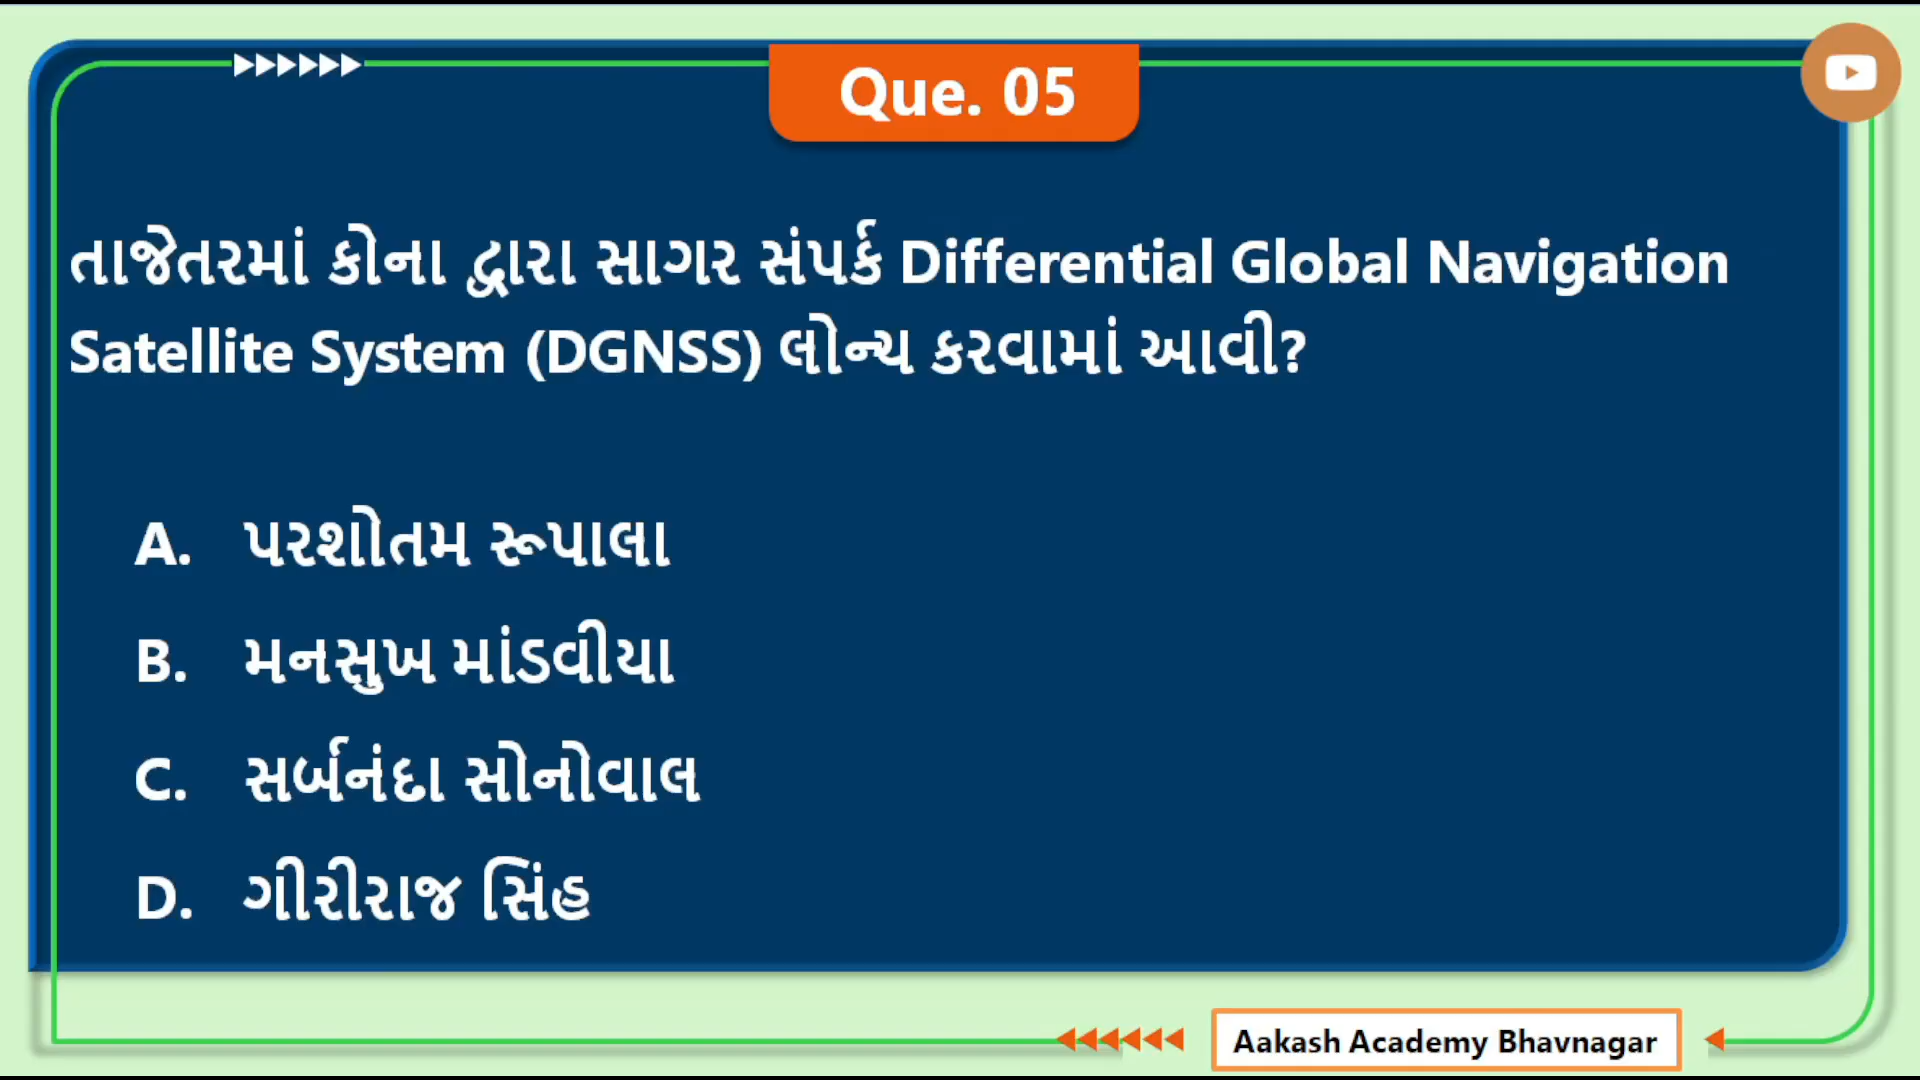 Que. 05
તાજેતરમાં કોના દ્વારા સાગર સંપર્ક Differential Global Navigation
Satellite System (DGNSS) લોન્ચ કરવામાં આવી?
A. પરશોતમ રૂપાલા
B. મનસુખ માંડવીયા
C. સર્બનંદા સોનોવાલ
D. ગીરીરાજ સિંહ
Aakash Academy Bhavnagar